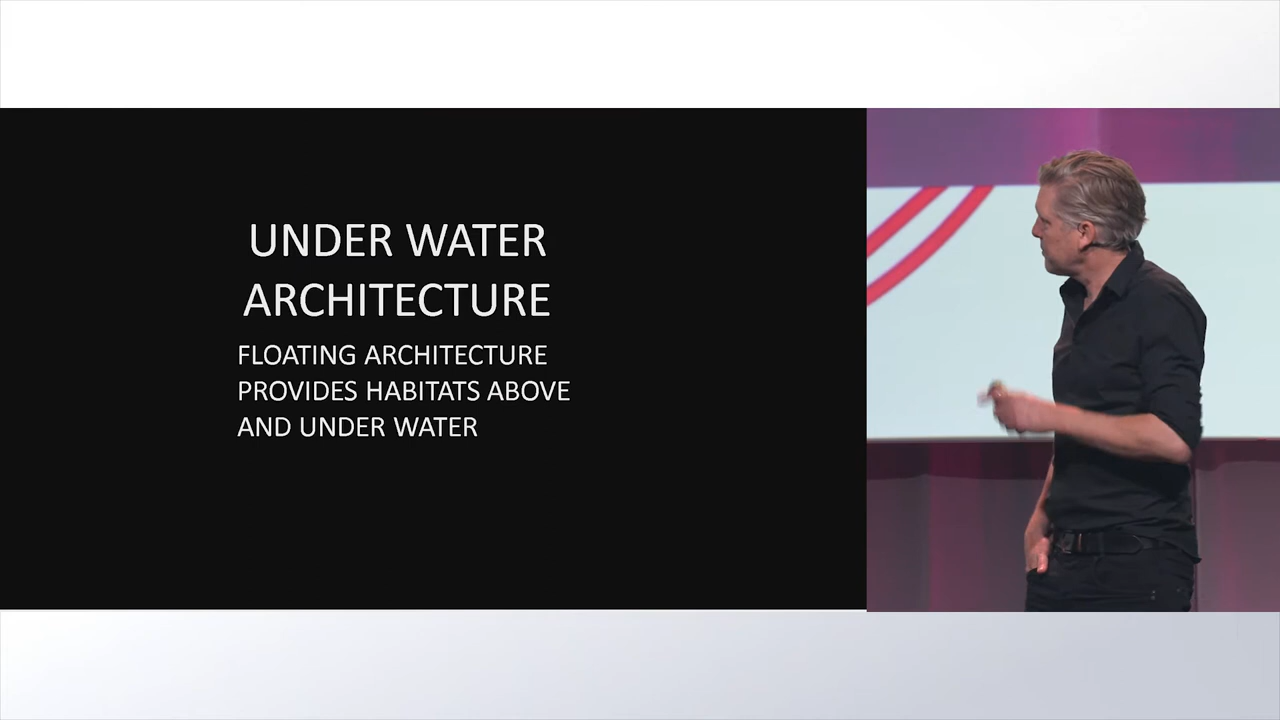 UNDER WATER
ARCHITECTURE
FLOATING ARCHITECTURE
PROVIDES HABITATS ABOVE
AND UNDER WATER